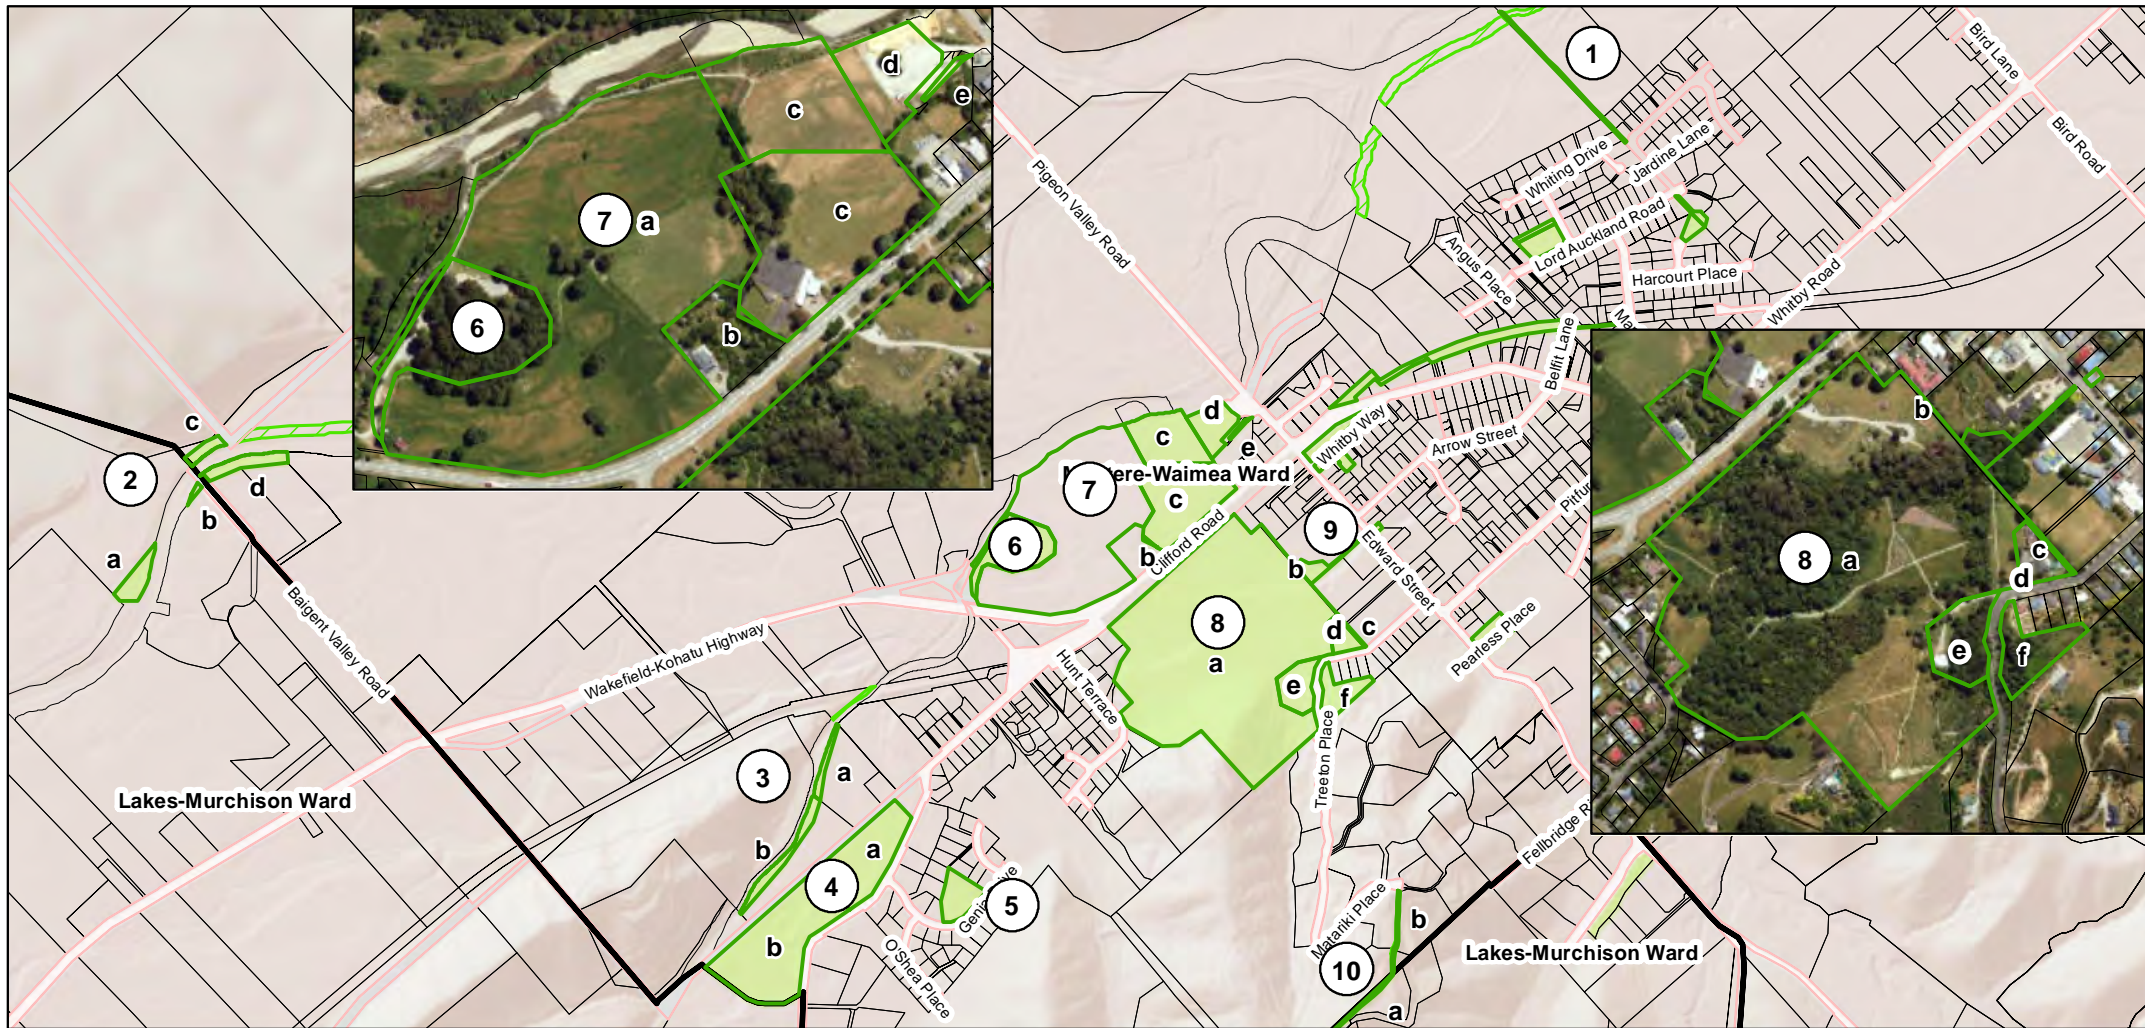 1
Bird Lane
Bird Road
d
e
c
c
7 a
6
b
Pigeon Valley Road
Whiting Drive
Jardine Lane
Lord Auckland Road
Angus Place
Harcourt Place
Whitby Road
Belfit Lane
b
8 a
c
d
e
f
c
2
d
b
a
Baigent Valley Road
Wakefield-Kohatu Highway
Lakes-Murchison Ward
d
c
e
ere-Waimea Ward
7
c
6
b
Clifford Road
Whitby Way
Arrow Street
9
b
Edward Street
8
a
d
c
e
f
Pearless Place
Treeton Place
Hunt Terrace
3
a
b
4
a
b
5
O'Shea Place
Matariki Place
10
b
a
Lakes-Murchison Ward